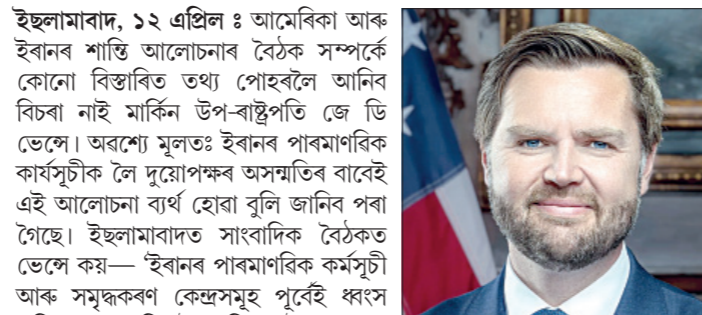 ইছলামাবাদ, ১২ এপ্ৰিল ঃ আমেৰিকা আৰু
ইৰানৰ শান্তি আলোচনাৰ বৈঠক সম্পৰ্কে
কোনো বিস্তাৰিত তথ্য পোহৰলৈ আনিব
বিচৰা নাই মাৰ্কিন উপ-ৰাষ্ট্ৰপতি জে ডি
ভেন্সে। অৱশ্যে মূলতঃ ইৰানৰ পাৰমাণৱিক
কাৰ্যসূচীক লৈ দুয়োপক্ষৰ অসন্মতিৰ বাবেই
এই আলোচনা ব্যৰ্থ হোৱা বুলি জানিব পৰা
গৈছে। ইছলামাবাদত সাংবাদিক বৈঠকত
ভেন্সে কয়— ‘ইৰানৰ পাৰমাণৱিক কৰ্মসূচী
আৰু সমৃদ্ধকৰণ কেন্দ্ৰসমূহ পূৰ্বেই ধ্বংস